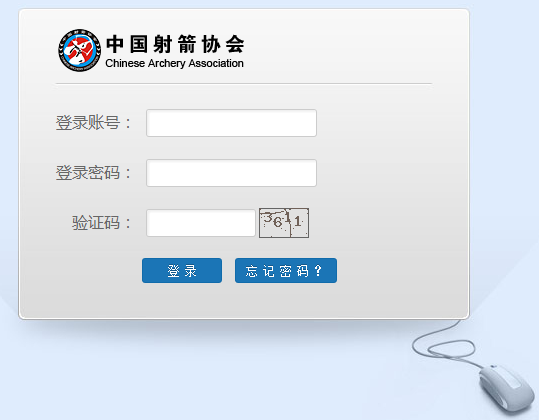 中国射箭协会
Chinese Archery Association
登录账号：
登录密码：
验证码： 3611
登录 忘记密码？